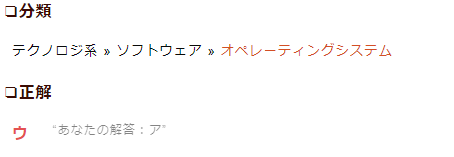 ❏分類
テクノロジ系 » ソフトウェア » オペレーティングシステム
❏正解
ウ “あなたの解答：ア”